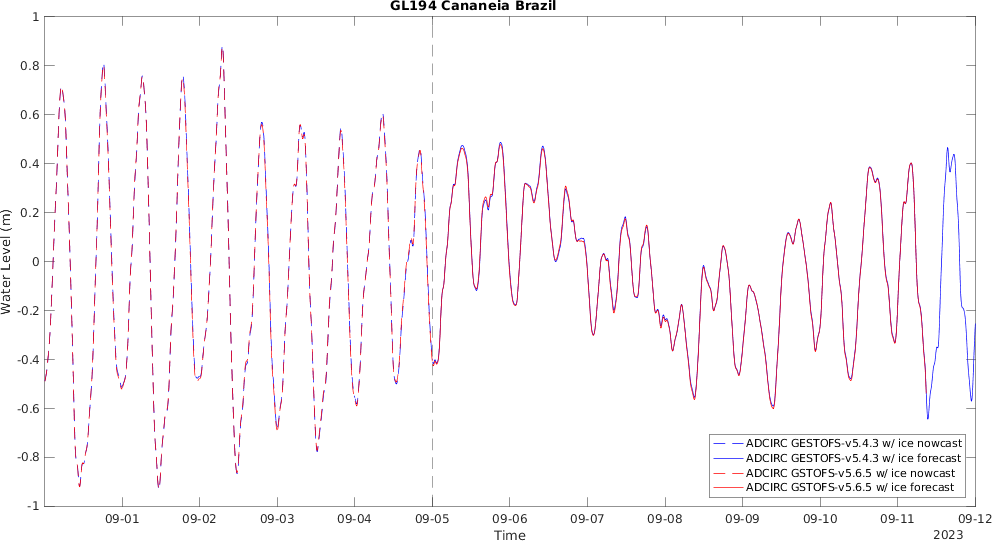 GL194 Cananeia Brazil
1
0.8
0.6
0.4
0.2
0
-0.2
-0.4
-0.6
-0.8
-1
Water Level (m)
09-01 09-02 09-03 09-04 09-05 09-06 09-07 09-08 09-09 09-10 09-11 09-12
Time
2023
ADCIRC GESTOFS-v5.4.3 w/ ice nowcast
ADCIRC GESTOFS-v5.4.3 w/ ice forecast
ADCIRC GSTOFS-v5.6.5 w/ ice nowcast
ADCIRC GSTOFS-v5.6.5 w/ ice forecast